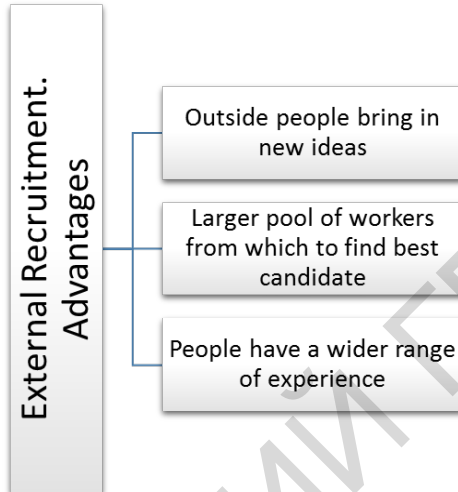 External Recruitment.
Advantages
Outside people bring in
new ideas
Larger pool of workers
from which to find best
candidate
People have a wider range
of experience